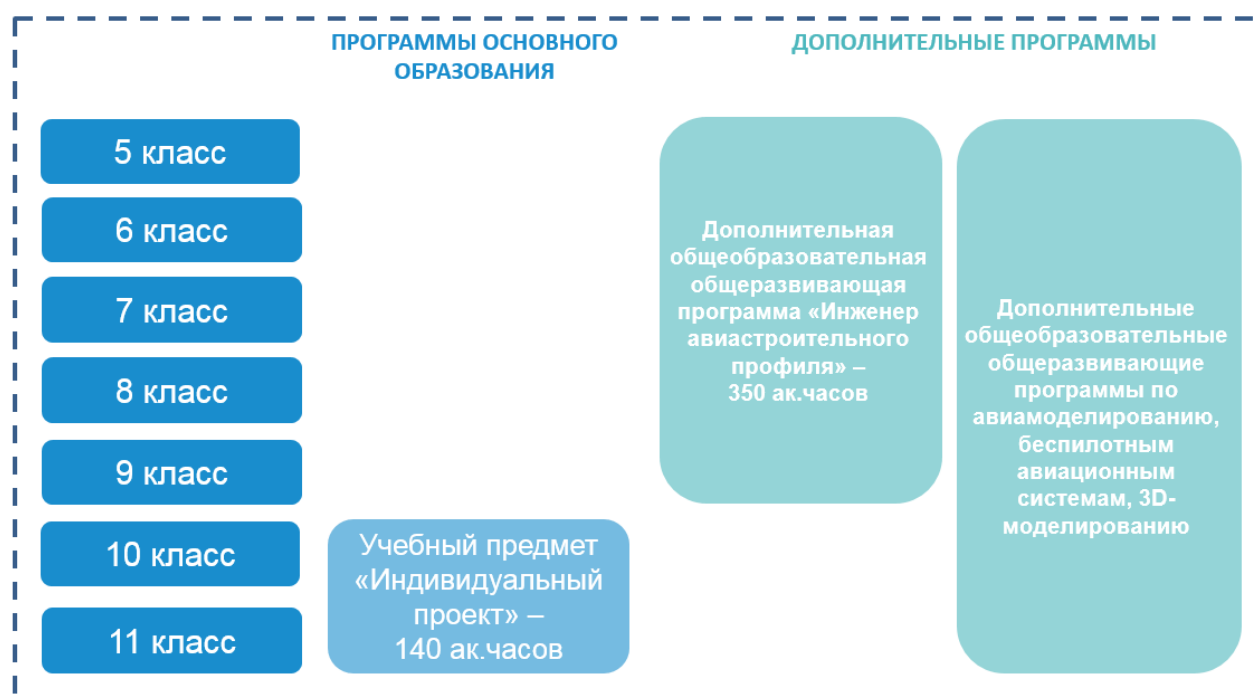 ПРОГРАММЫ ОСНОВНОГО
ОБРАЗОВАНИЯ
ДОПОЛНИТЕЛЬНЫЕ ПРОГРАММЫ
5 класс
6 класс
7 класс
8 класс
9 класс
10 класс
11 класс
Учебный предмет
«Индивидуальный
проект» –
140 ак.часов
Дополнительная
общеобразовательная
общеразвивающая
программа «Инженер
авиастроительного
профиля» –
350 ак.часов
Дополнительные
общеобразовательные
общеразвивающие
программы по
авиамоделированию,
беспилотным
авиационным
системам, 3D-
моделированию